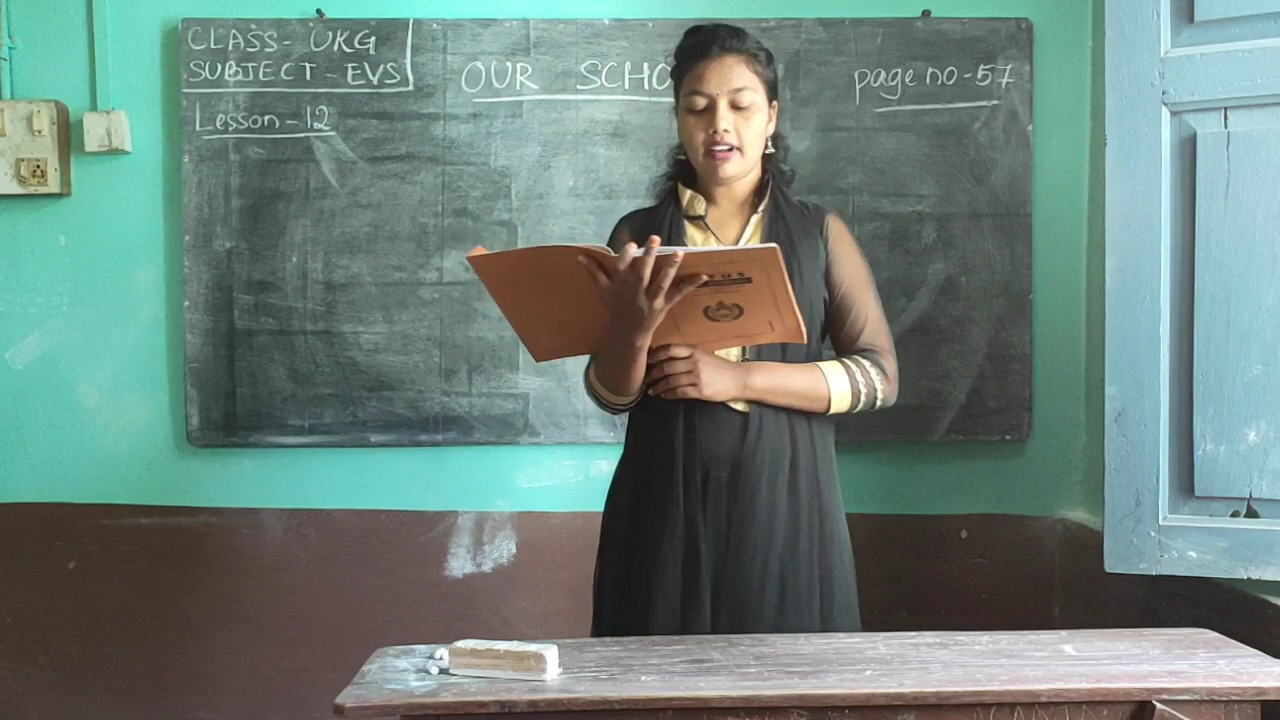 CLASS- UKG
SUBJECT - EVS
OUR SCHO
page no - 57
Lesson - 12